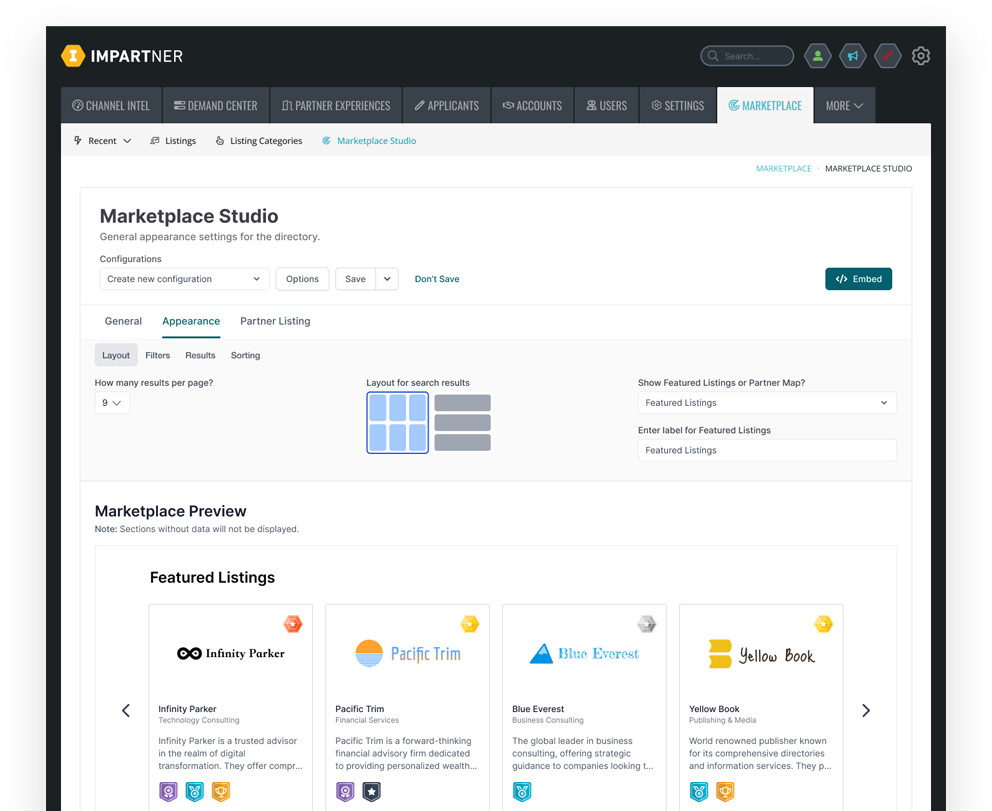 IMPARTNER
Search...
CHANNEL INTEL
DEMAND CENTER
PARTNER EXPERIENCES
APPLICANTS
ACCOUNTS
USERS
SETTINGS
MARKETPLACE
MORE
Recent
Listings
Listing Categories
Marketplace Studio
MARKETPLACE · MARKETPLACE STUDIO
Marketplace Studio
General appearance settings for the directory.
Configurations
Create new configuration
Options
Save
Don't Save
</> Embed
General
Appearance
Partner Listing
Layout
Filters
Results
Sorting
How many results per page?
9
Layout for search results
Show Featured Listings or Partner Map?
Featured Listings
Enter label for Featured Listings
Featured Listings
Marketplace Preview
Note: Sections without data will not be displayed.
Featured Listings
Infinity Parker
Infinity Parker
Technology Consulting
Infinity Parker is a trusted advisor
in the realm of digital
transformation. They offer compr...
Pacific Trim
Pacific Trim
Financial Services
Pacific Trim is a forward-thinking
financial advisory firm dedicated
to providing personalized wealth...
Blue Everest
Blue Everest
Business Consulting
The global leader in business
consulting, offering strategic
guidance to companies looking t...
Yellow Book
Yellow Book
Publishing & Media
World renowned publisher known
for its comprehensive directories
and information services. They p...